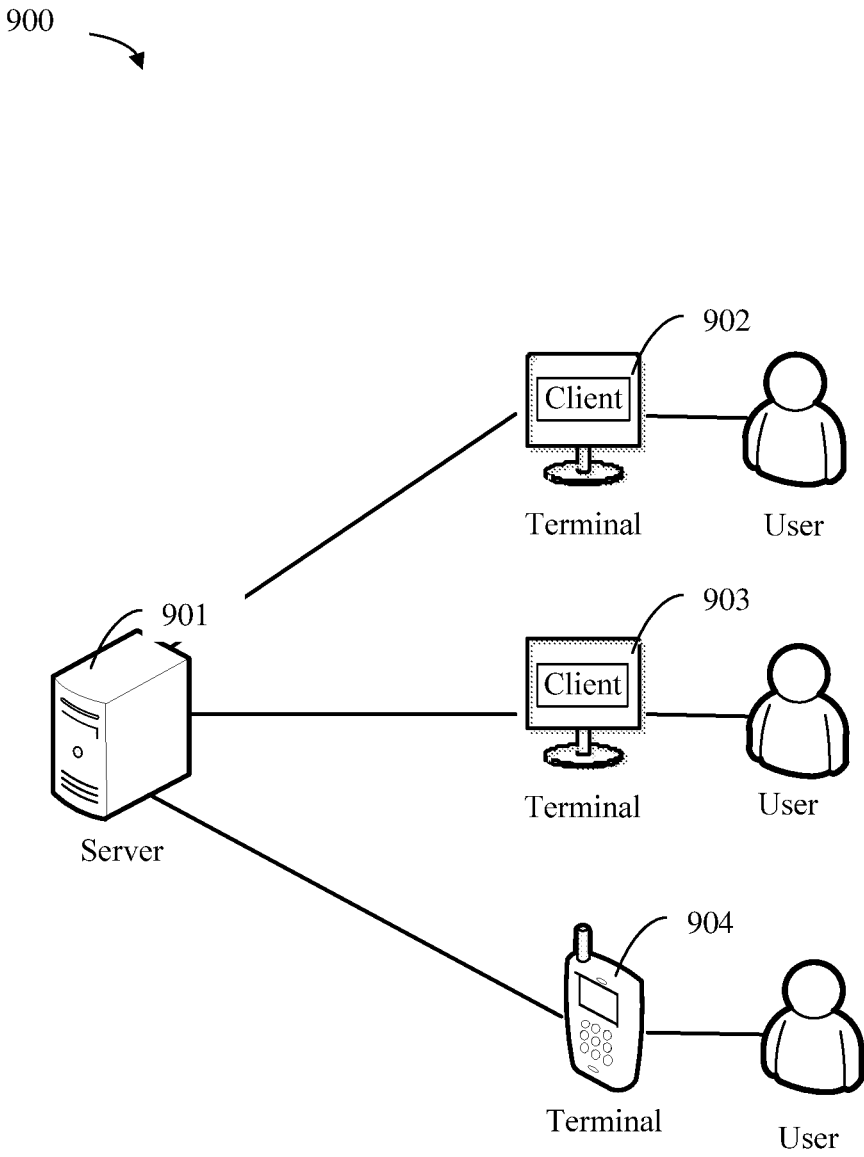 900
902
Client
Terminal
User
901
903
Client
Terminal
User
Server
904
Terminal
User